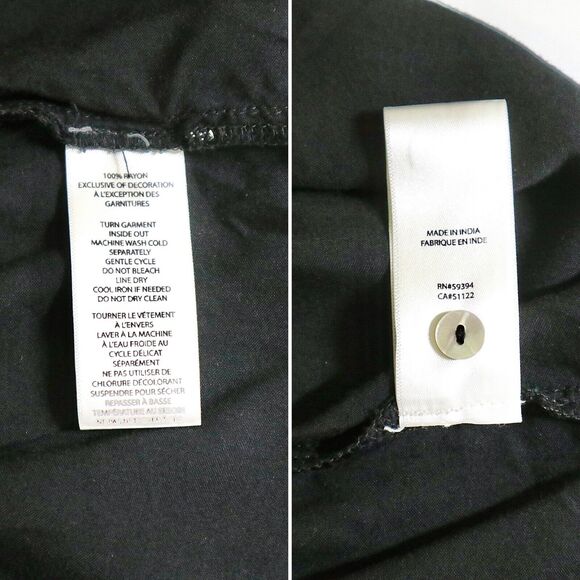 100% RAYON
EXCLUSIVE OF DECORATION
À L'EXCEPTION DES
GARNITURES
TURN GARMENT
INSIDE OUT
MACHINE WASH COLD
SEPARATELY
GENTLE CYCLE
DO NOT BLEACH
LINE DRY
COOL IRON IF NEEDED
DO NOT DRY CLEAN
TOURNER LE VÊTEMENT
À L'ENVERS
LAVER À LA MACHINE
À L'EAU FROIDE AU
CYCLE DÉLICAT
SÉPARÉMENT
NE PAS UTILISER DE
CHLORURE DÉCOLORANT
SUSPENDRE POUR SÉCHER
REPASSER À BASSE
TEMPÉRATURE AU BESOIN
MADE IN INDIA
FABRIQUE EN INDE
RN#59394
CA#51122